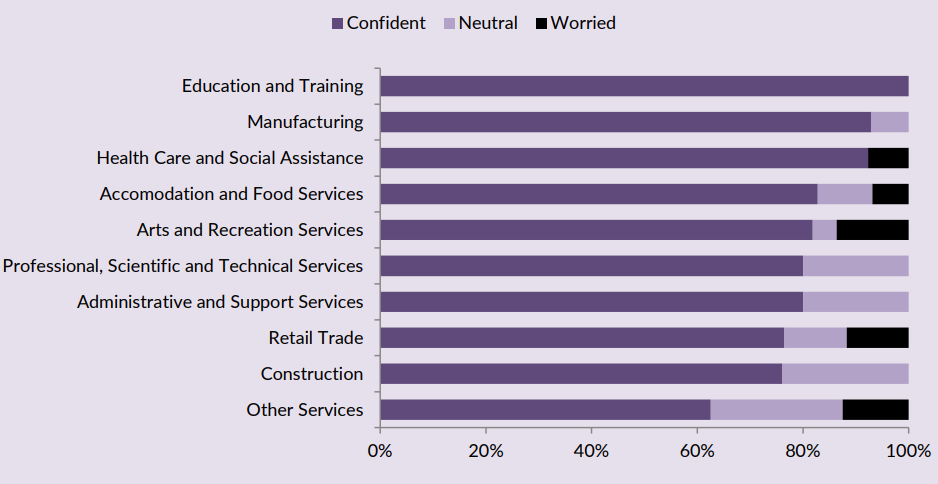 Confident Neutral Worried
Education and Training
Manufacturing
Health Care and Social Assistance
Accomodation and Food Services
Arts and Recreation Services
Professional, Scientific and Technical Services
Administrative and Support Services
Retail Trade
Construction
Other Services
0% 20% 40% 60% 80% 100%